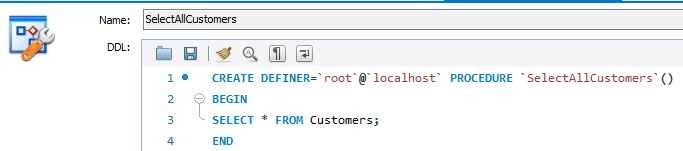 Name: SelectAllCustomers
DDL:
1 CREATE DEFINER=`root`@`localhost` PROCEDURE `SelectAllCustomers`()
2 BEGIN
3 SELECT * FROM Customers;
4 END